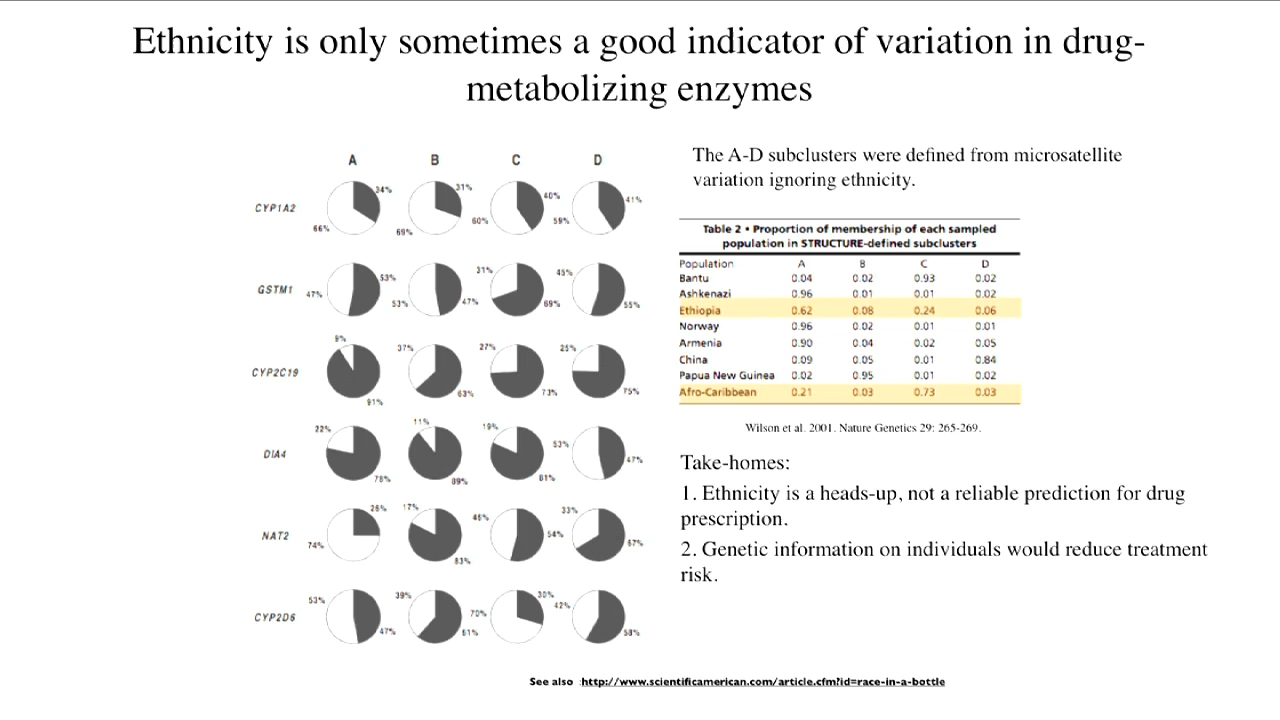 Ethnicity is only sometimes a good indicator of variation in drug-
metabolizing enzymes
A B C D
CYP1A2
34%
66%
31%
69%
40%
60%
41%
59%
GSTM1
53%
47%
47%
53%
31%
69%
45%
55%
CYP2C19
9%
91%
37%
63%
27%
73%
25%
75%
DIA4
22%
78%
11%
89%
19%
81%
53%
47%
NAT2
26%
74%
17%
83%
46%
54%
33%
67%
CYP2D6
53%
47%
39%
61%
70%
30%
42%
58%
The A-D subclusters were defined from microsatellite
variation ignoring ethnicity.
Table 2 • Proportion of membership of each sampled
population in STRUCTURE-defined subclusters
Population A B C D
Bantu 0.04 0.02 0.93 0.02
Ashkenazi 0.96 0.01 0.01 0.02
Ethiopia 0.62 0.08 0.24 0.06
Norway 0.96 0.02 0.01 0.01
Armenia 0.90 0.04 0.02 0.05
China 0.09 0.05 0.01 0.84
Papua New Guinea 0.02 0.95 0.01 0.02
Afro-Caribbean 0.21 0.03 0.73 0.03
Wilson et al. 2001. Nature Genetics 29: 265-269.
Take-homes:
1. Ethnicity is a heads-up, not a reliable prediction for drug
prescription.
2. Genetic information on individuals would reduce treatment
risk.
See also :http://www.scientificamerican.com/article.cfm?id=race-in-a-bottle